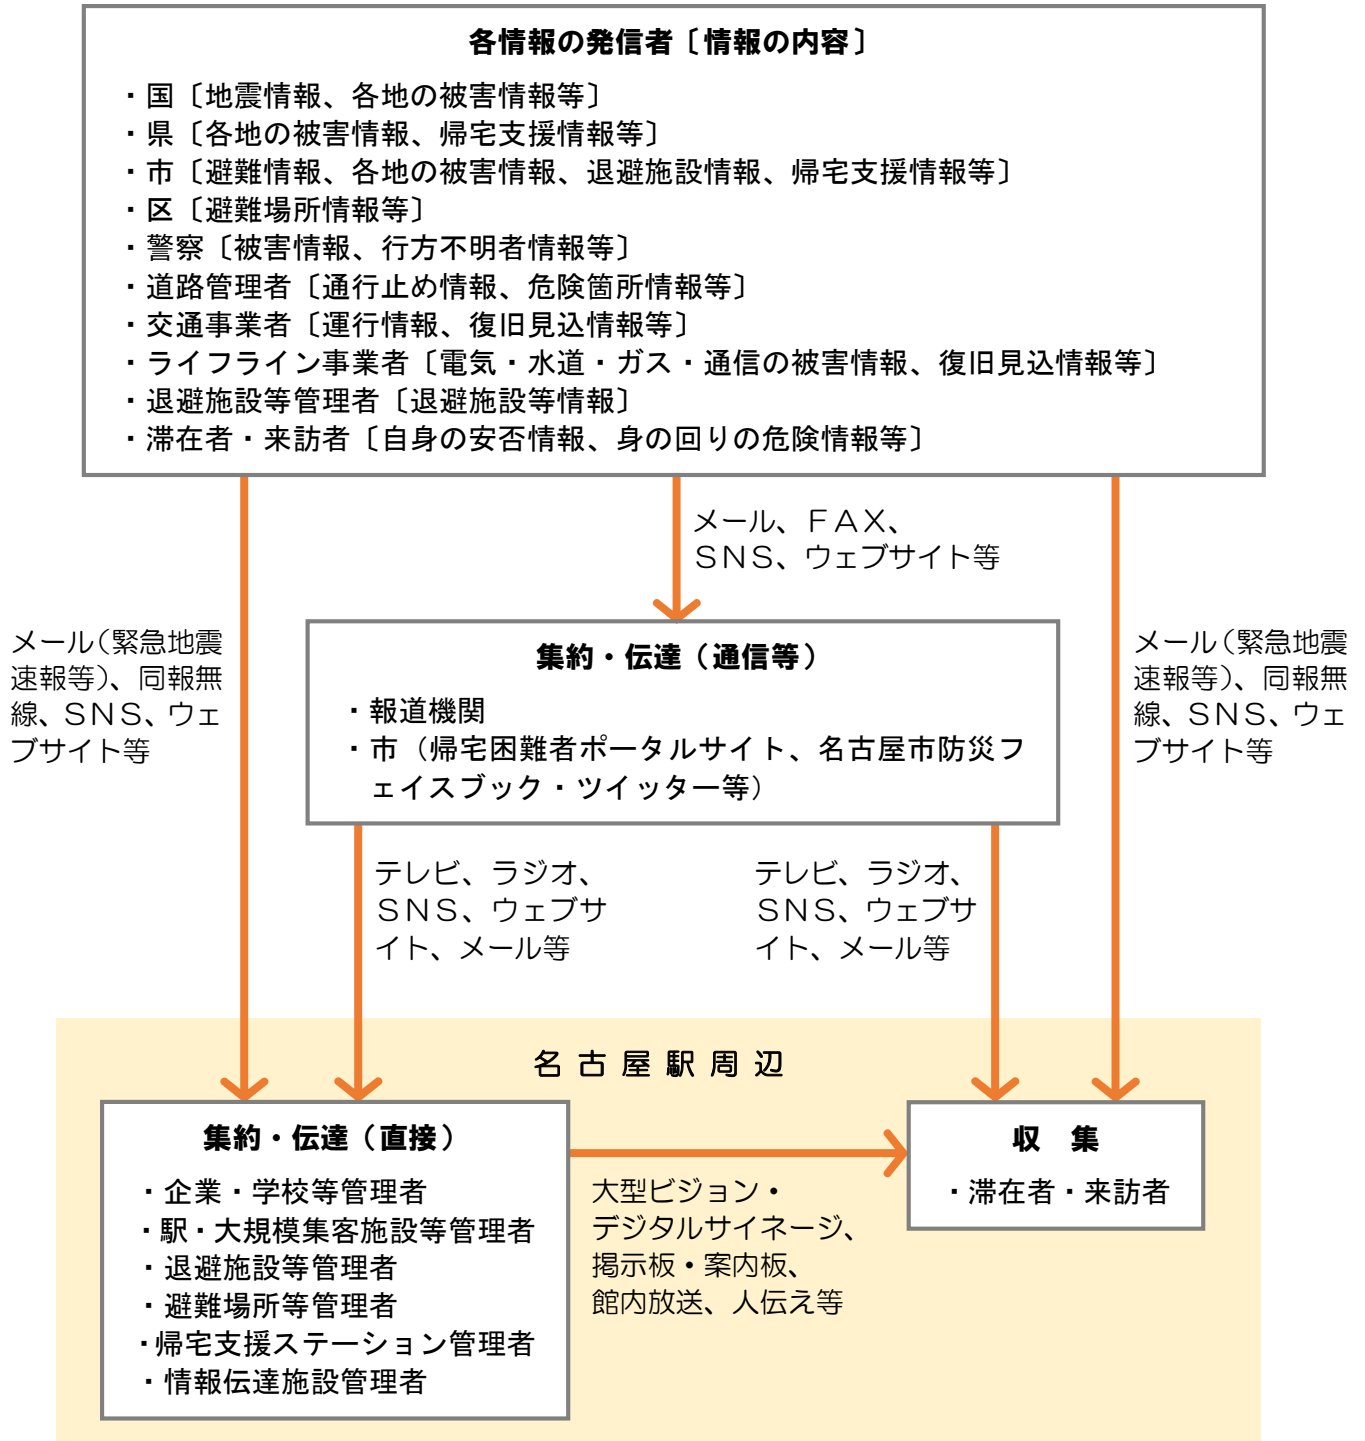 各情報の発信者〔情報の内容〕
・国〔地震情報、各地の被害情報等〕
・県〔各地の被害情報、帰宅支援情報等〕
・市〔避難情報、各地の被害情報、退避施設情報、帰宅支援情報等〕
・区〔避難場所情報等〕
・警察〔被害情報、行方不明者情報等〕
・道路管理者〔通行止め情報、危険箇所情報等〕
・交通事業者〔運行情報、復旧見込情報等〕
・ライフライン事業者〔電気・水道・ガス・通信の被害情報、復旧見込情報等〕
・退避施設等管理者〔退避施設等情報〕
・滞在者・来訪者〔自身の安否情報、身の回りの危険情報等〕
メール、ＦＡＸ、
ＳＮＳ、ウェブサイト等
メール（緊急地震
速報等）、同報無
線、ＳＮＳ、ウェ
ブサイト等
集約・伝達（通信等）
・報道機関
・市（帰宅困難者ポータルサイト、名古屋市防災フ
ェイスブック・ツイッター等）
メール（緊急地震
速報等）、同報無
線、ＳＮＳ、ウェ
ブサイト等
テレビ、ラジオ、
ＳＮＳ、ウェブサ
イト、メール等
テレビ、ラジオ、
ＳＮＳ、ウェブサ
イト、メール等
名古屋駅周辺
集約・伝達（直接）
・企業・学校等管理者
・駅・大規模集客施設等管理者
・退避施設等管理者
・避難場所等管理者
・帰宅支援ステーション管理者
・情報伝達施設管理者
大型ビジョン・
デジタルサイネージ、
掲示板・案内板、
館内放送、人伝え等
収　集
・滞在者・来訪者